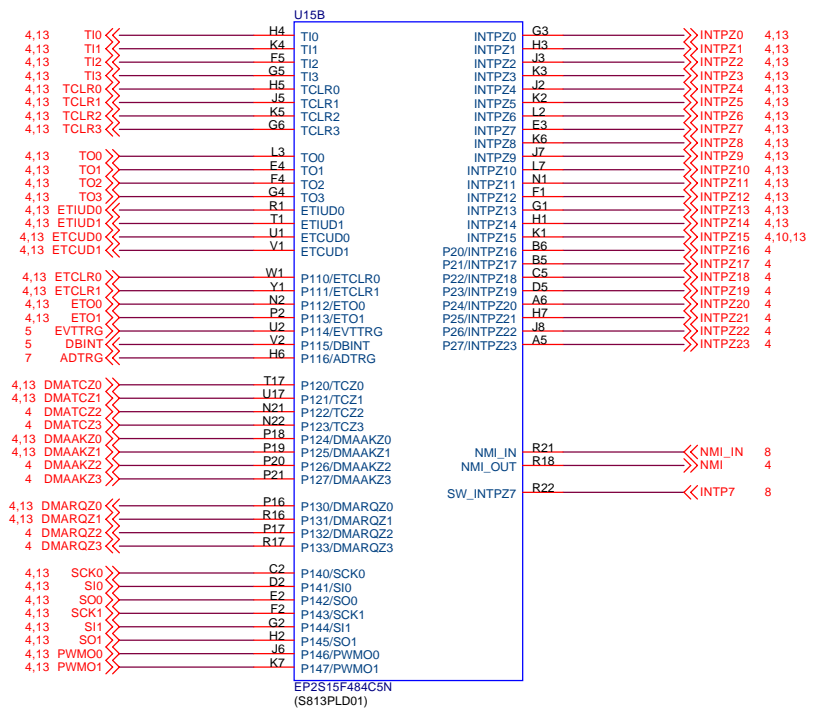 U15B
4,13 TI0 H4 TI0 INTPZ0 G3 INTPZ0 4,13
4,13 TI1 K4 TI1 INTPZ1 H3 INTPZ1 4,13
4,13 TI2 F5 TI2 INTPZ2 J3 INTPZ2 4,13
4,13 TI3 G5 TI3 INTPZ3 K3 INTPZ3 4,13
4,13 TCLR0 H5 TCLR0 INTPZ4 J2 INTPZ4 4,13
4,13 TCLR1 J5 TCLR1 INTPZ5 K2 INTPZ5 4,13
4,13 TCLR2 K5 TCLR2 INTPZ6 L2 INTPZ6 4,13
4,13 TCLR3 G6 TCLR3 INTPZ7 E3 INTPZ7 4,13
INTPZ8 K6 INTPZ8 4,13
4,13 TO0 L3 TO0 INTPZ9 J7 INTPZ9 4,13
4,13 TO1 E4 TO1 INTPZ10 L7 INTPZ10 4,13
4,13 TO2 F4 TO2 INTPZ11 N1 INTPZ11 4,13
4,13 TO3 G4 TO3 INTPZ12 F1 INTPZ12 4,13
4,13 ETIUD0 R1 ETIUD0 INTPZ13 G1 INTPZ13 4,13
4,13 ETIUD1 T1 ETIUD1 INTPZ14 H1 INTPZ14 4,13
4,13 ETCUD0 U1 ETCUD0 INTPZ15 K1 INTPZ15 4,10,13
4,13 ETCUD1 V1 ETCUD1 P20/INTPZ16 B6 INTPZ16 4
P21/INTPZ17 B5 INTPZ17 4
4,13 ETCLR0 W1 P110/ETCLR0 P22/INTPZ18 C5 INTPZ18 4
4,13 ETCLR1 Y1 P111/ETCLR1 P23/INTPZ19 D5 INTPZ19 4
4,13 ETO0 N2 P112/ETO0 P24/INTPZ20 A6 INTPZ20 4
4,13 ETO1 P2 P113/ETO1 P25/INTPZ21 H7 INTPZ21 4
5 EVTTRG U2 P114/EVTTRG P26/INTPZ22 J8 INTPZ22 4
5 DBINT V2 P115/DBINT P27/INTPZ23 A5 INTPZ23 4
7 ADTRG H6 P116/ADTRG
4,13 DMATCZ0 T17 P120/TCZ0
4,13 DMATCZ1 U17 P121/TCZ1
4 DMATCZ2 N21 P122/TCZ2
4 DMATCZ3 N22 P123/TCZ3
4,13 DMAAKZ0 P18 P124/DMAAKZ0
4,13 DMAAKZ1 P19 P125/DMAAKZ1 NMI_IN R21 NMI_IN 8
4 DMAAKZ2 P20 P126/DMAAKZ2 NMI_OUT R18 NMI 4
4 DMAAKZ3 P21 P127/DMAAKZ3
SW_INTPZ7 R22 INTP7 8
4,13 DMARQZ0 P16 P130/DMARQZ0
4,13 DMARQZ1 R16 P131/DMARQZ1
4 DMARQZ2 P17 P132/DMARQZ2
4 DMARQZ3 R17 P133/DMARQZ3
4,13 SCK0 C2 P140/SCK0
4,13 SI0 D2 P141/SI0
4,13 SO0 E2 P142/SO0
4,13 SCK1 F2 P143/SCK1
4,13 SI1 G2 P144/SI1
4,13 SO1 H2 P145/SO1
4,13 PWMO0 J6 P146/PWMO0
4,13 PWMO1 K7 P147/PWMO1
EP2S15F484C5N
(S813PLD01)